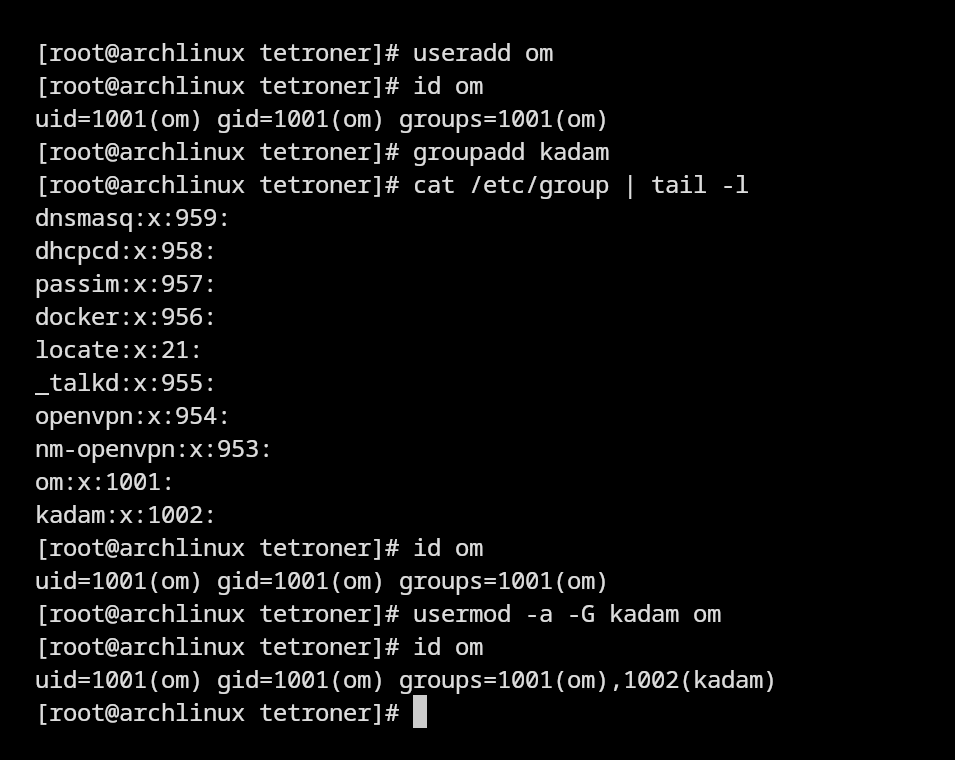 [root@archlinux tetroner]# useradd om
[root@archlinux tetroner]# id om
uid=1001(om) gid=1001(om) groups=1001(om)
[root@archlinux tetroner]# groupadd kadam
[root@archlinux tetroner]# cat /etc/group | tail -l
dnsmasq:x:959:
dhcpcd:x:958:
passim:x:957:
docker:x:956:
locate:x:21:
_talkd:x:955:
openvpn:x:954:
nm-openvpn:x:953:
om:x:1001:
kadam:x:1002:
[root@archlinux tetroner]# id om
uid=1001(om) gid=1001(om) groups=1001(om)
[root@archlinux tetroner]# usermod -a -G kadam om
[root@archlinux tetroner]# id om
uid=1001(om) gid=1001(om) groups=1001(om),1002(kadam)
[root@archlinux tetroner]#